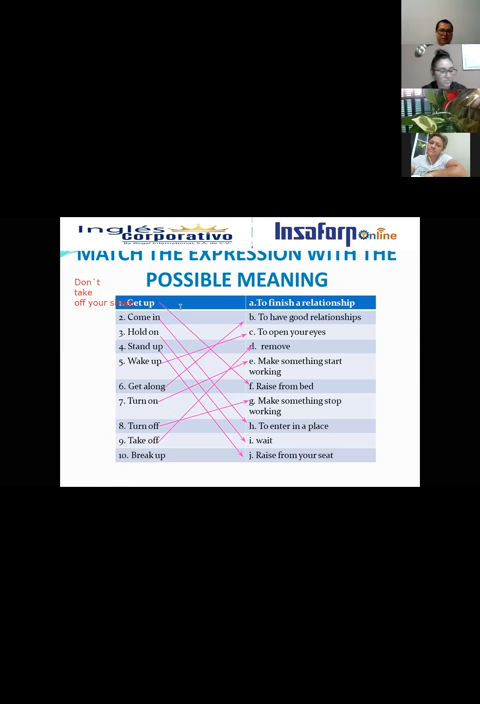 Inglés
Corporativo
Insaforp online
MATCH THE EXPRESSION WITH THE
POSSIBLE MEANING
Don`t
take
off your
1. Get up a.To finish a relationship
2. Come in b. To have good relationships
3. Hold on c. To open your eyes
4. Stand up d. remove
5. Wake up e. Make something start
working
6. Get along f. Raise from bed
7. Turn on g. Make something stop
working
8. Turn off h. To enter in a place
9. Take off i. wait
10. Break up j. Raise from your seat